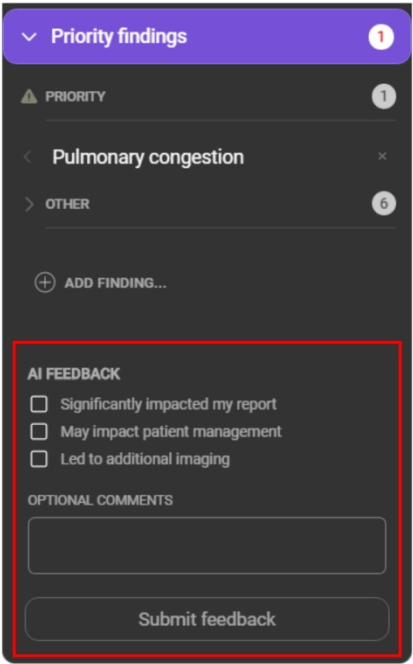 Priority findings 1
PRIORITY 1
Pulmonary congestion
OTHER 6
ADD FINDING...
AI FEEDBACK
Significantly impacted my report
May impact patient management
Led to additional imaging
OPTIONAL COMMENTS
Submit feedback